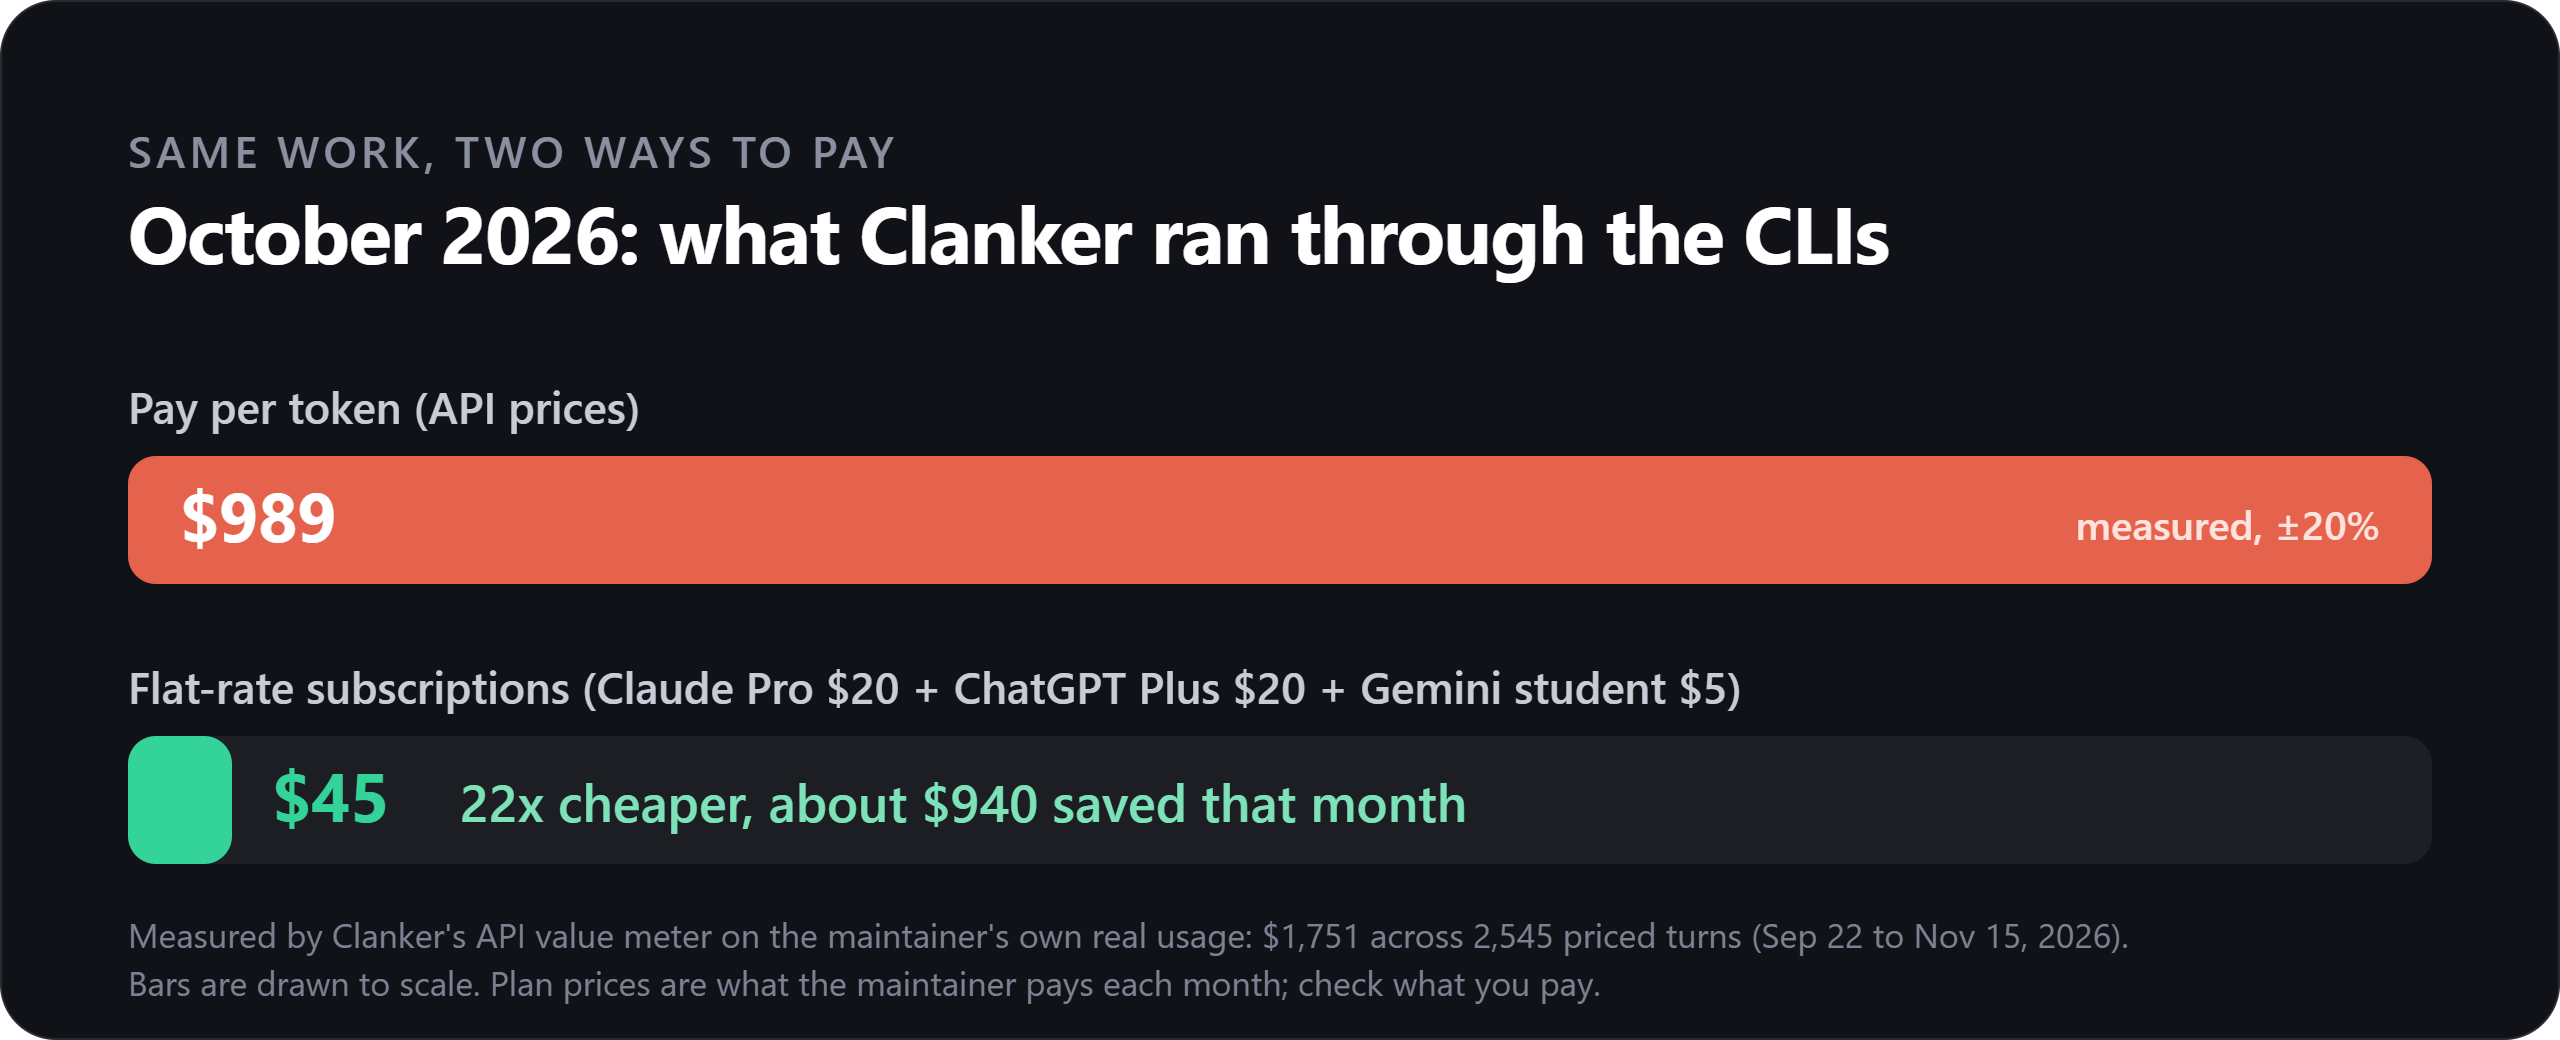 SAME WORK, TWO WAYS TO PAY
October 2026: what Clanker ran through the CLIs
Pay per token (API prices)
$989
measured, ±20%
Flat-rate subscriptions (Claude Pro $20 + ChatGPT Plus $20 + Gemini student $5)
$45
22x cheaper, about $940 saved that month
Measured by Clanker's API value meter on the maintainer's own real usage: $1,751 across 2,545 priced turns (Sep 22 to Nov 15, 2026).
Bars are drawn to scale. Plan prices are what the maintainer pays each month; check what you pay.